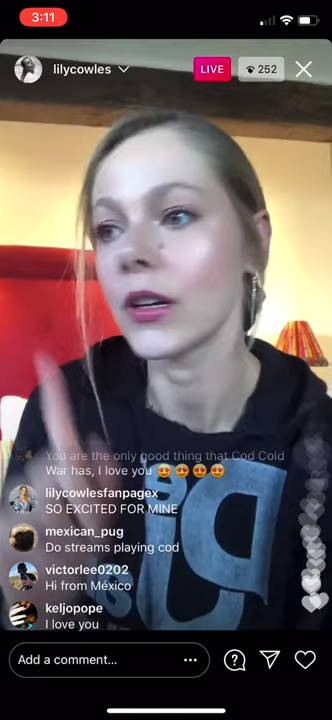 3:11
lilycowles
LIVE
252
You are the only good thing that Cod Cold
War has, I love you 😍😍😍😍
lilycowlesfanpagex
SO EXCITED FOR MINE
mexican_pug
Do streams playing cod
victorlee0202
Hi from México
keljopope
I love you
Add a comment...